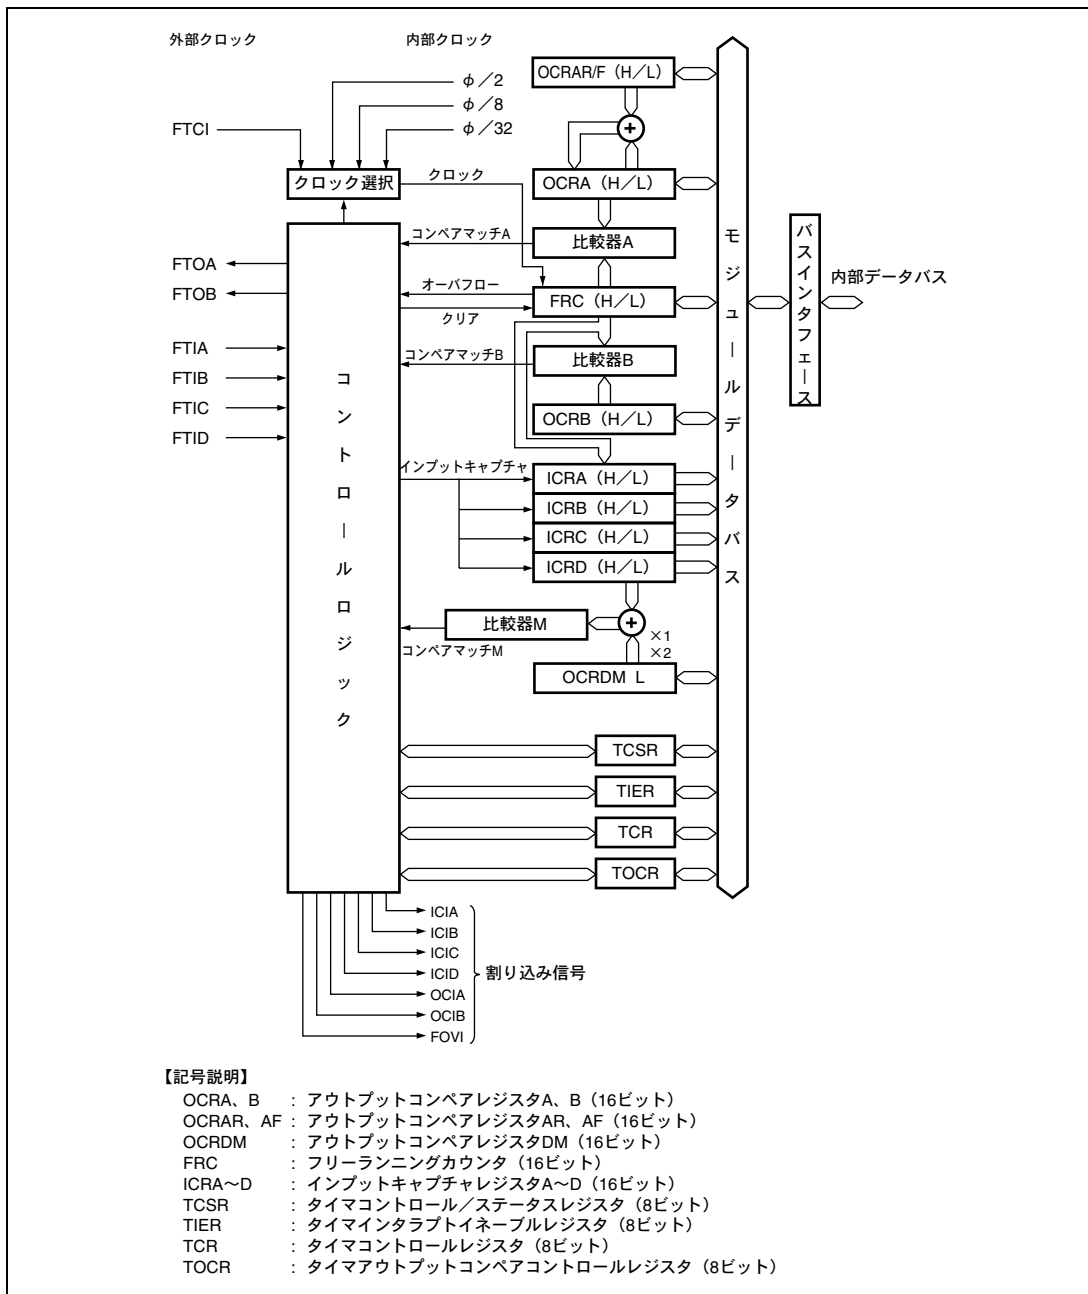 外部クロック
内部クロック
φ／2
φ／8
φ／32
FTCI
クロック選択
クロック
OCRAR/F（H／L）
+
OCRA（H／L）
コンペアマッチA
比較器A
FTOA
FTOB
オーバフロー
FRC（H／L）
クリア
FTIA
FTIB
FTIC
FTID
コンペアマッチB
比較器B
OCRB（H／L）
コントロールロジック
インプットキャプチャ
ICRA（H／L）
ICRB（H／L）
ICRC（H／L）
ICRD（H／L）
+
×1
×2
比較器M
コンペアマッチM
OCRDM L
TCSR
TIER
TCR
TOCR
モジュールデータバス
バスインタフェース
内部データバス
ICIA
ICIB
ICIC
ICID
OCIA
OCIB
FOVI
割り込み信号
【記号説明】
OCRA、B : アウトプットコンペアレジスタA、B（16ビット）
OCRAR、AF : アウトプットコンペアレジスタAR、AF（16ビット）
OCRDM : アウトプットコンペアレジスタDM（16ビット）
FRC : フリーランニングカウンタ（16ビット）
ICRA～D : インプットキャプチャレジスタA～D（16ビット）
TCSR : タイマコントロール／ステータスレジスタ（8ビット）
TIER : タイマインタラプトイネーブルレジスタ（8ビット）
TCR : タイマコントロールレジスタ（8ビット）
TOCR : タイマアウトプットコンペアコントロールレジスタ（8ビット）